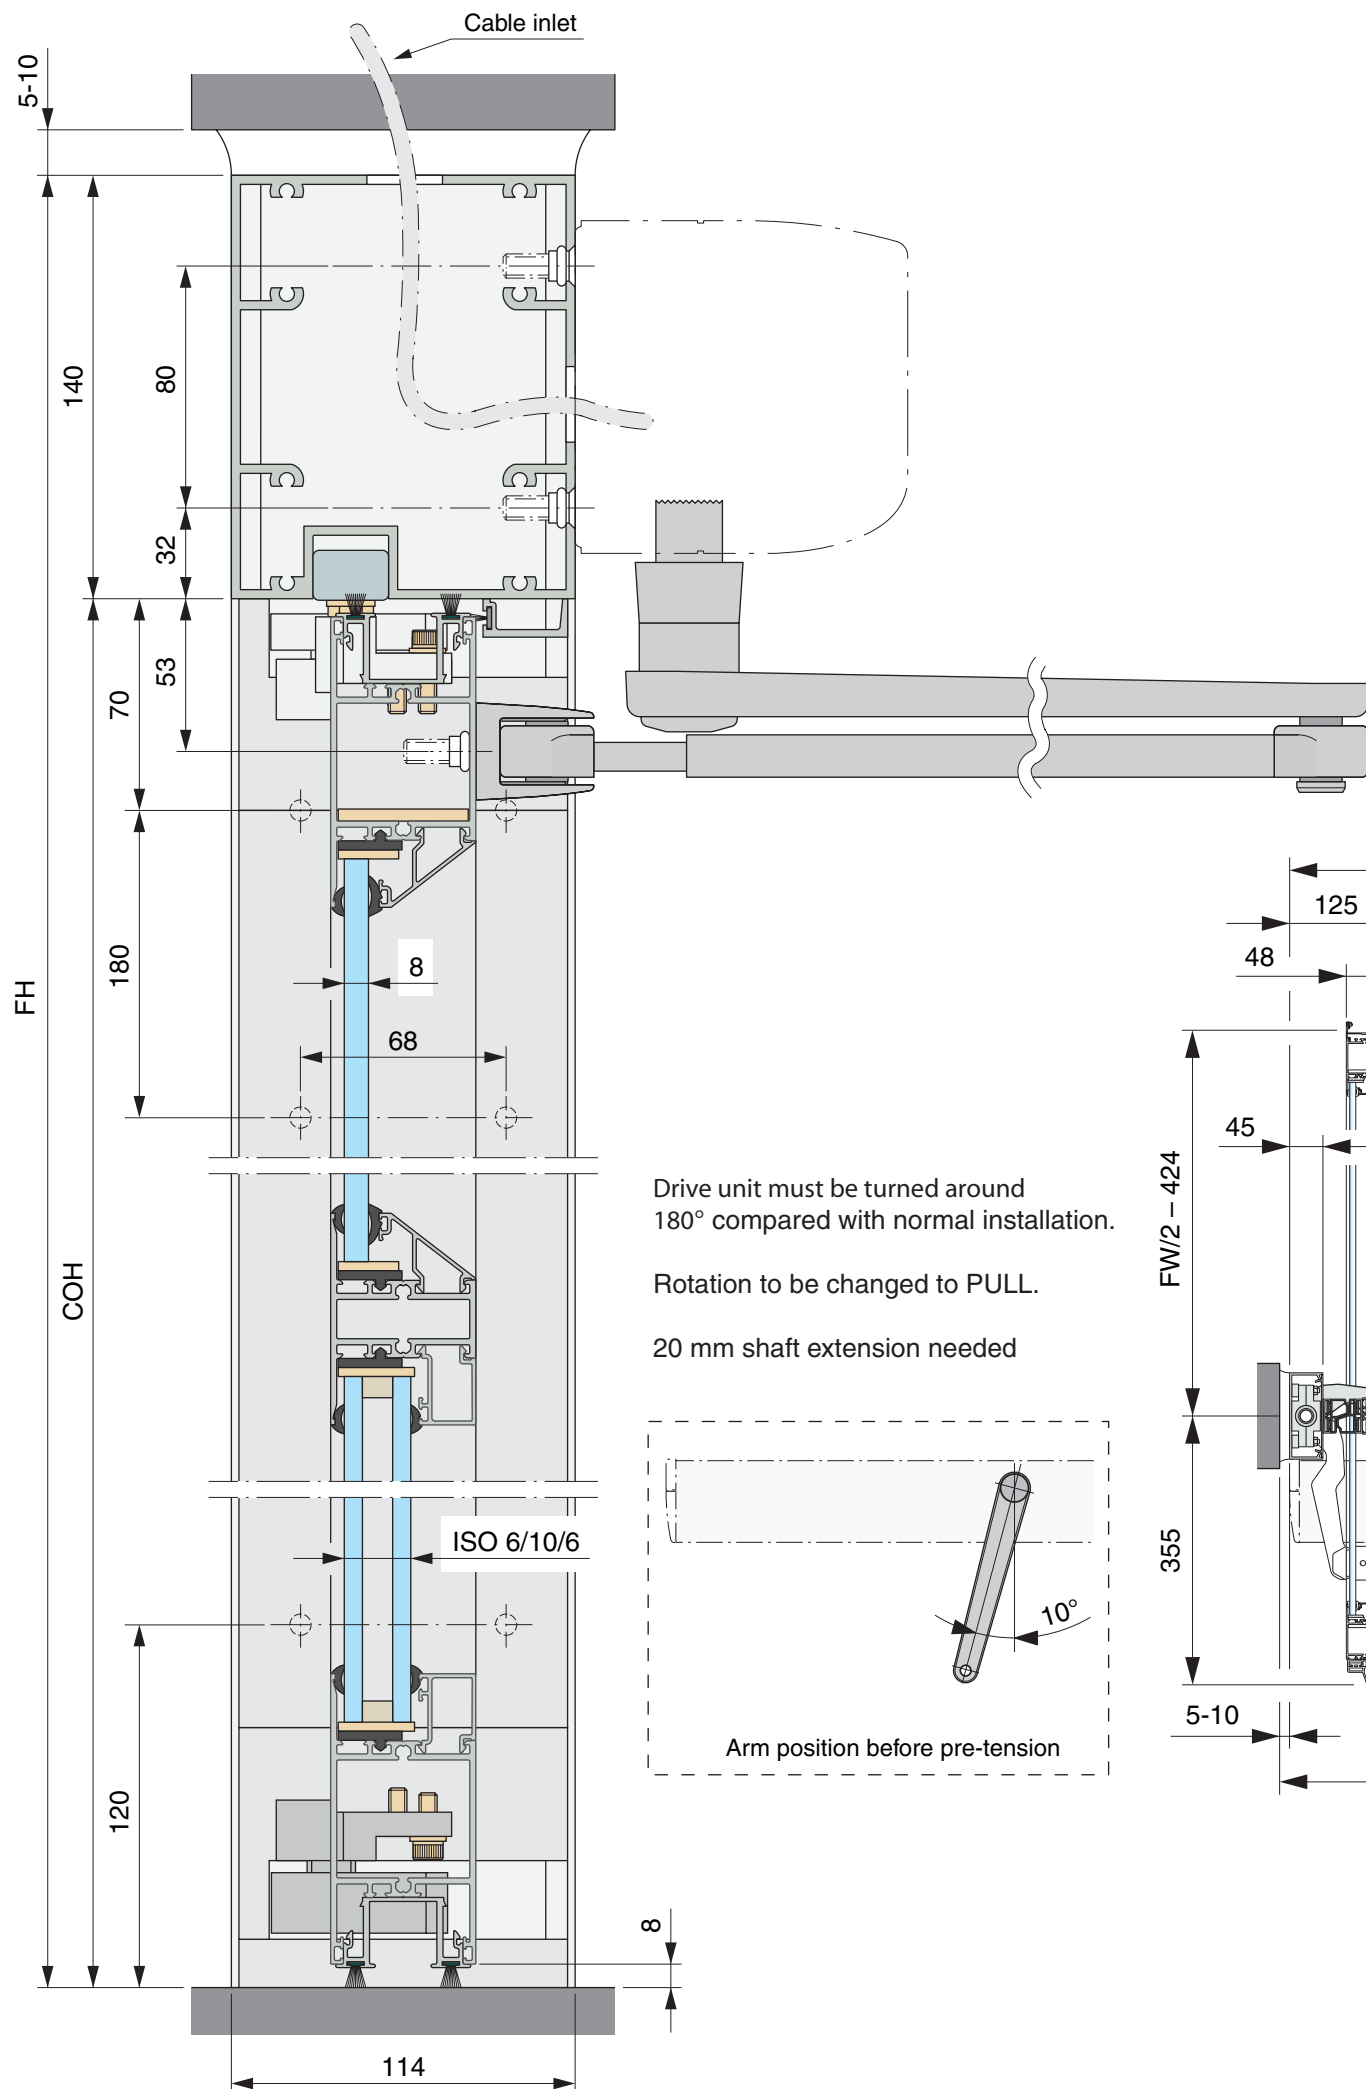 Cable inlet
5-10
140
80
32
53
70
180
8
68
FH
COH
125
48
45
FW/2 – 424
Drive unit must be turned around
180° compared with normal installation.
Rotation to be changed to PULL.
20 mm shaft extension needed
ISO 6/10/6
355
10°
5-10
Arm position before pre-tension
120
8
114